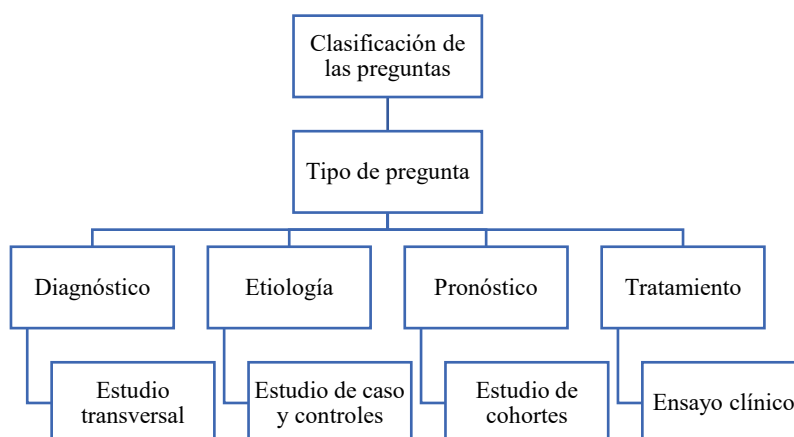 Clasificación de
las preguntas
Tipo de pregunta
Diagnóstico
Etiología
Pronóstico
Tratamiento
Estudio
transversal
Estudio de caso
y controles
Estudio de
cohortes
Ensayo clínico